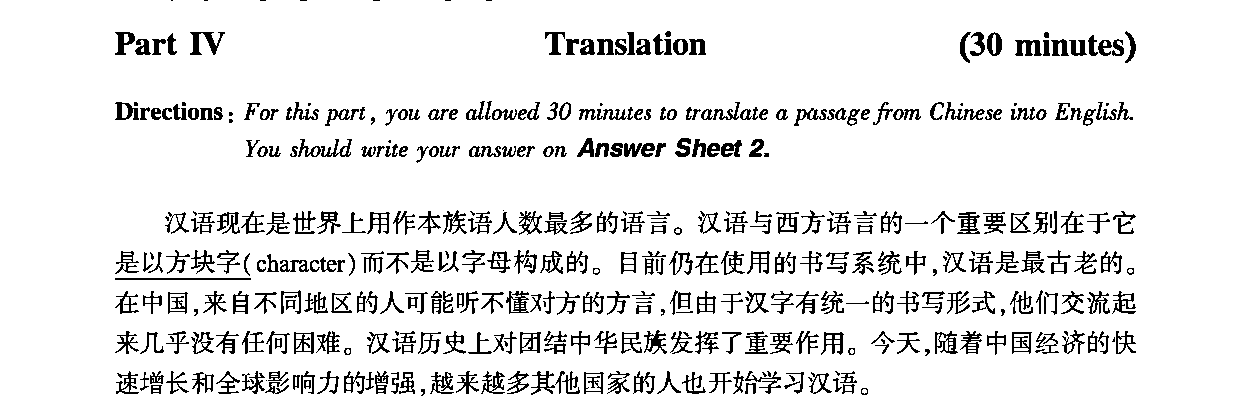 Part IV Translation (30 minutes)
Directions: For this part, you are allowed 30 minutes to translate a passage from Chinese into English.
You should write your answer on Answer Sheet 2.
汉语现在是世界上用作本族语人数最多的语言。汉语与西方语言的一个重要区别在于它
是以方块字(character)而不是以字母构成的。目前仍在使用的书写系统中,汉语是最古老的。
在中国,来自不同地区的人可能听不懂对方的方言,但由于汉字有统一的书写形式,他们交流起
来几乎没有任何困难。汉语历史上对团结中华民族发挥了重要作用。今天,随着中国经济的快
速增长和全球影响力的增强,越来越多其他国家的人也开始学习汉语。